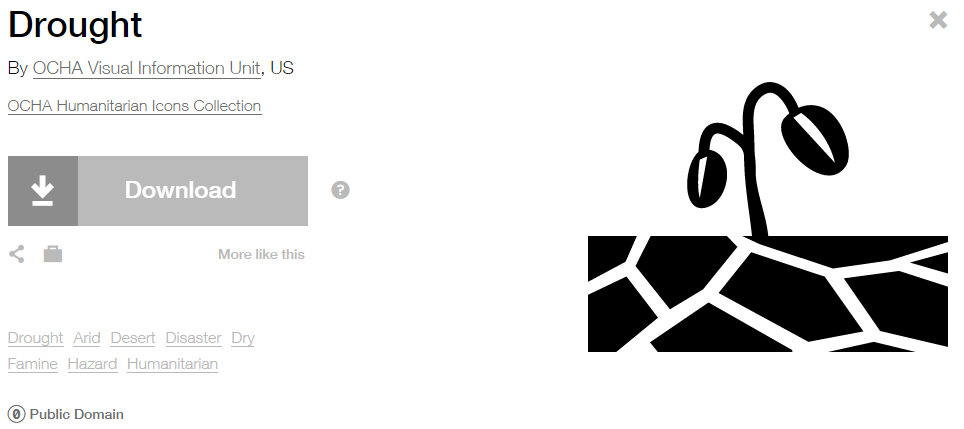 Drought
By OCHA Visual Information Unit, US
OCHA Humanitarian Icons Collection
Download
?
More like this
Drought Arid Desert Disaster Dry
Famine Hazard Humanitarian
0 Public Domain